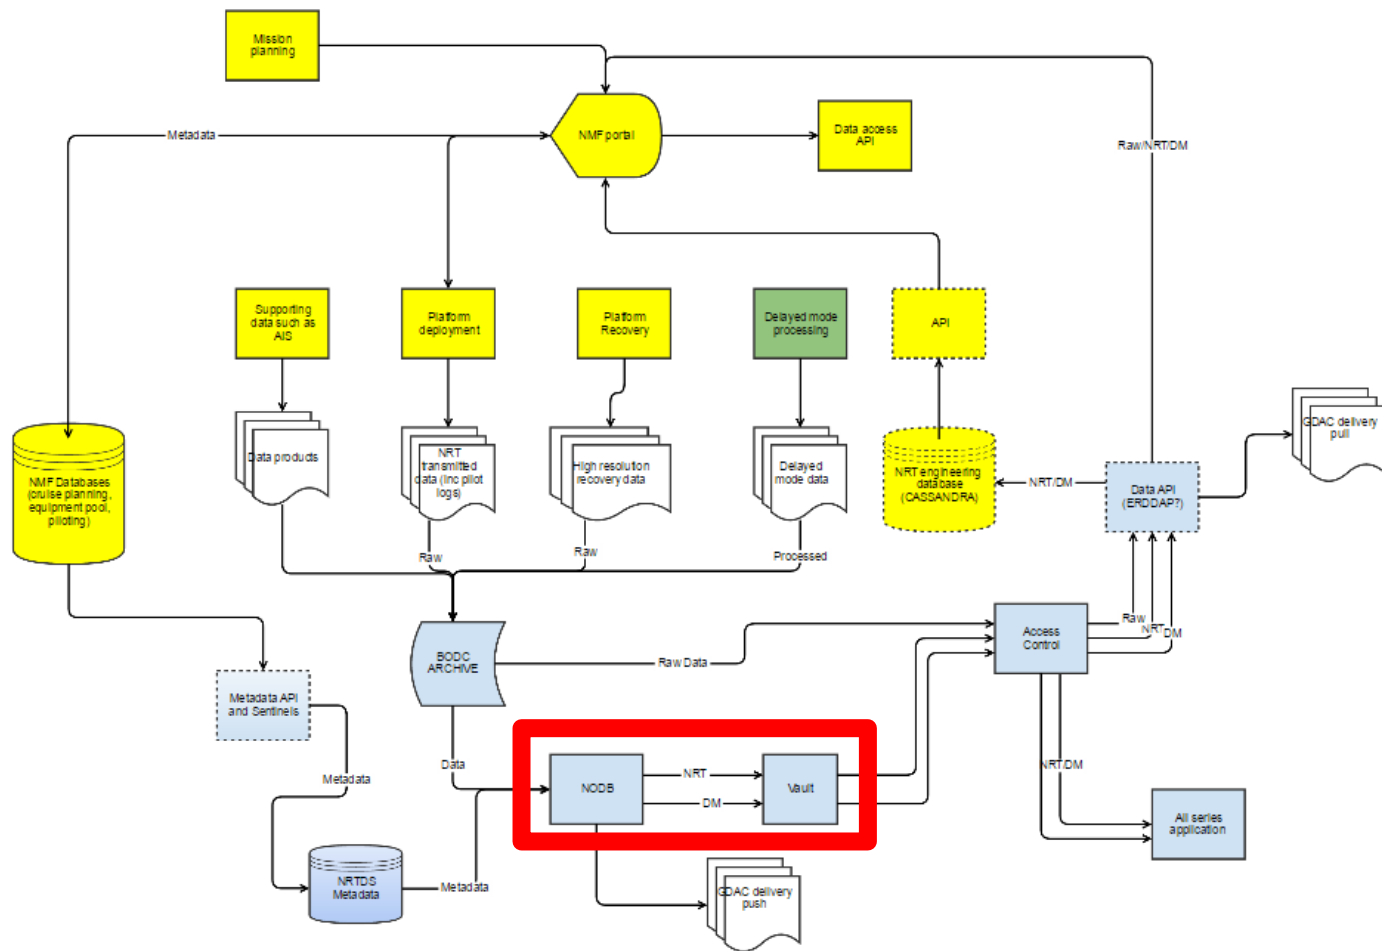 Mission
planning
NMF portal
Data access
API
Metadata
Raw/NRT/DM
Supporting
data such as
AIS
Platform
deployment
Platform
Recovery
Delayed mode
processing
API
Data products
NRT
transmitted
data (inc pilot
logs)
High resolution
recovery data
Delayed
mode data
NRT engineering
database
(CASSANDRA)
NRT/DM
Data API
(ERDDAP?)
GDAC delivery
pull
NMF Databases
(cruise planning,
equipment pool,
piloting)
Raw
Raw
Processed
BODC
ARCHIVE
Raw Data
Access
Control
Raw
NRT
DM
Metadata API
and Sentinels
Metadata
Data
NODB
NRT
DM
Vault
NRT/DM
All series
application
NRTDS
Metadata
Metadata
GDAC delivery
push